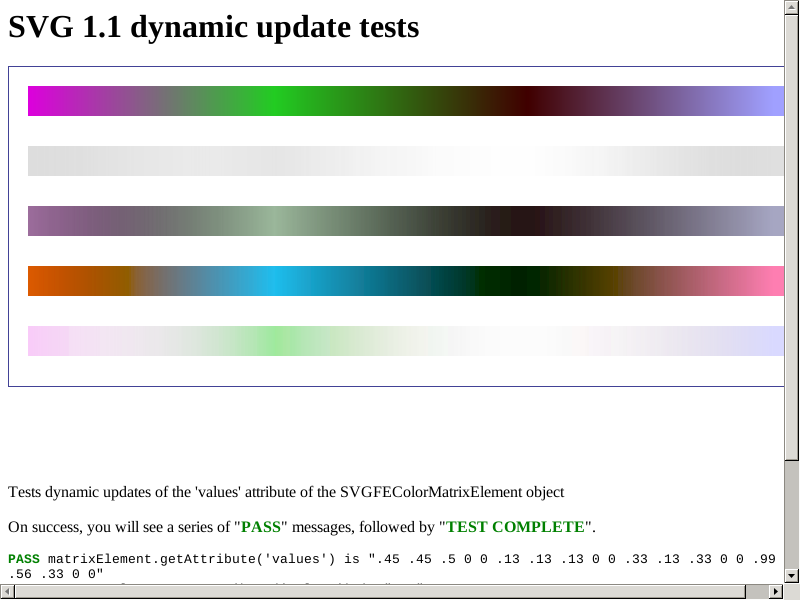 SVG 1.1 dynamic update tests
Tests dynamic updates of the 'values' attribute of the SVGFEColorMatrixElement object
On success, you will see a series of "PASS" messages, followed by "TEST COMPLETE".
PASS matrixElement.getAttribute('values') is ".45 .45 .5 0 0 .13 .13 .13 0 0 .33 .13 .33 0 0 .99
.56 .33 0 0"